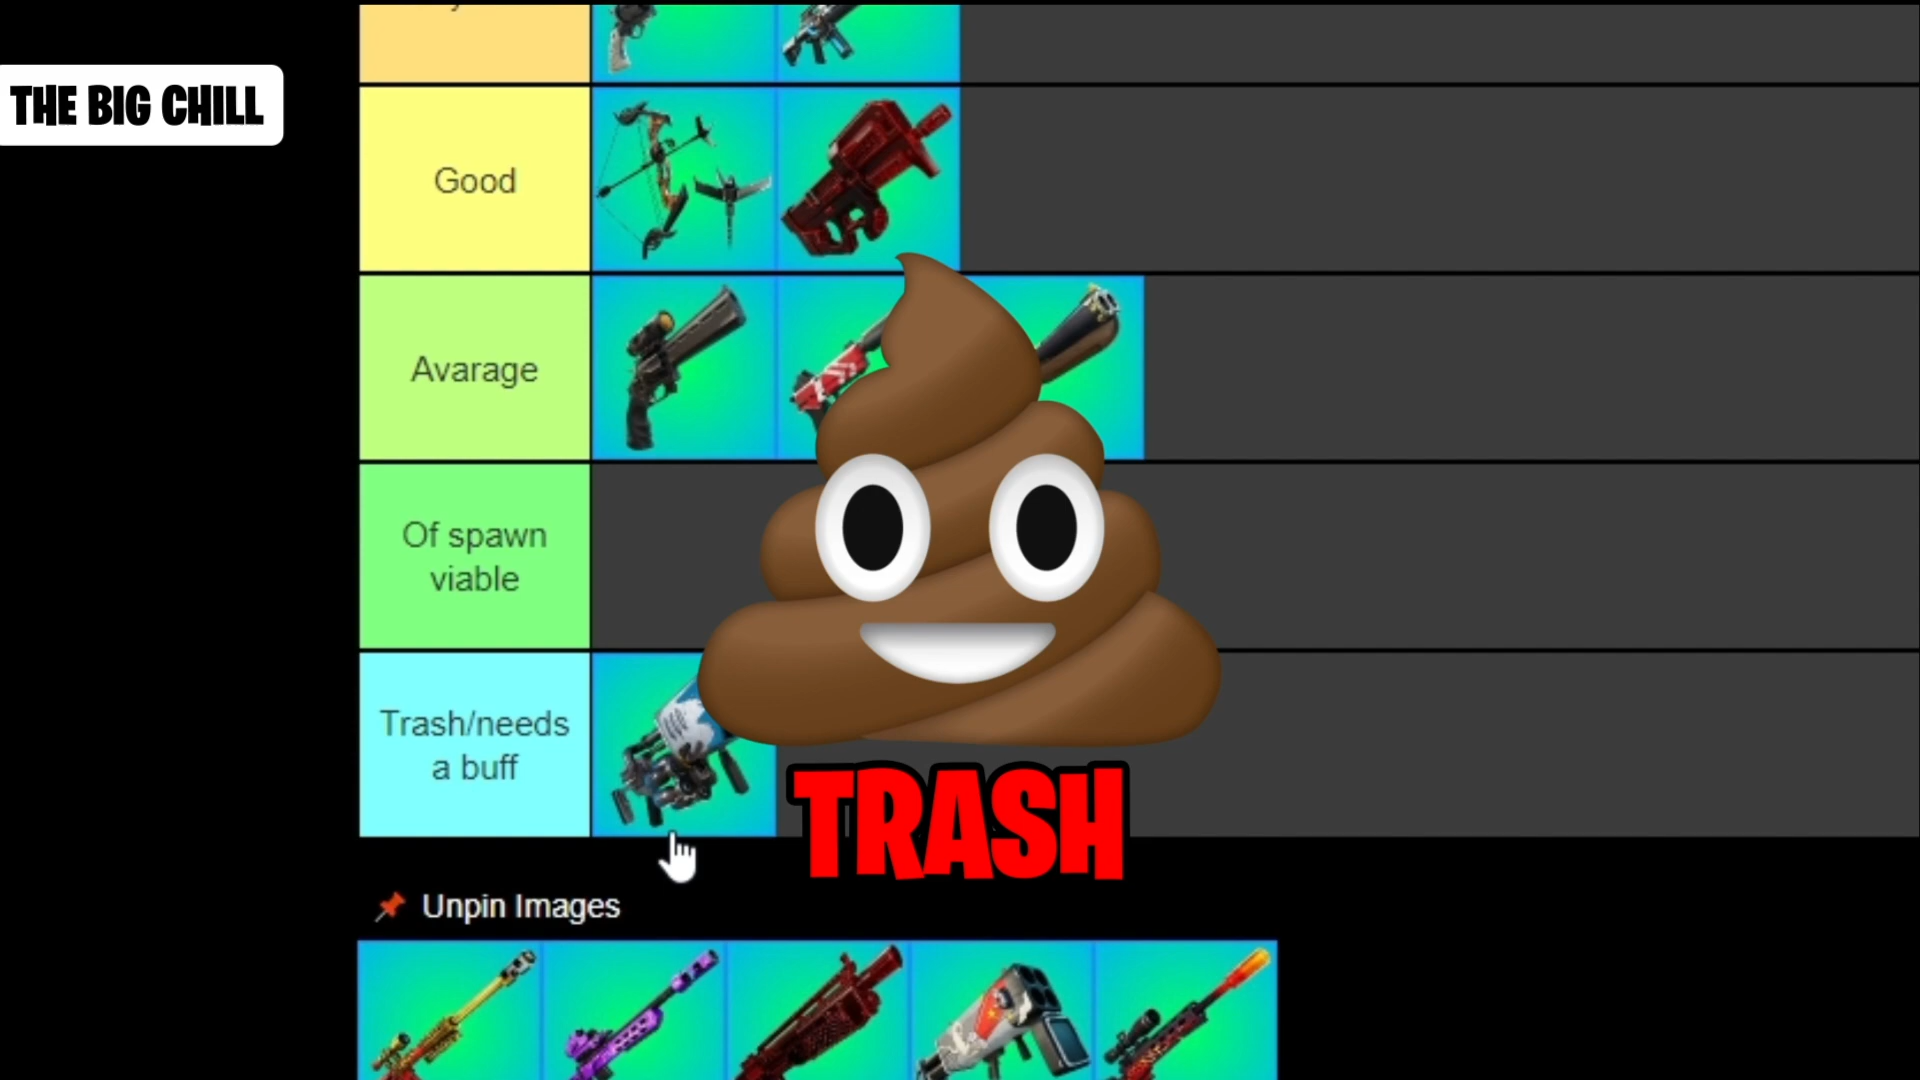 THE BIG CHILL
Good
Avarage
Of spawn
viable
Trash/needs
a buff
TRASH
Unpin Images